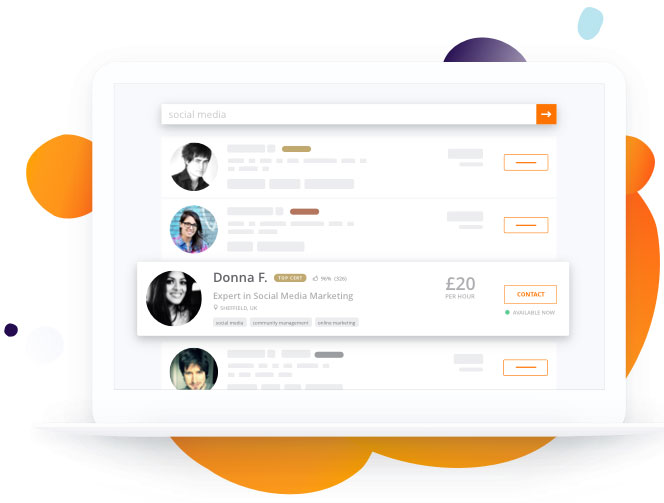 social media
Donna F. TOP CERT 96% (326)
Expert in Social Media Marketing
SHEFFIELD, UK
social media community management online marketing
£20
PER HOUR
CONTACT
AVAILABLE NOW